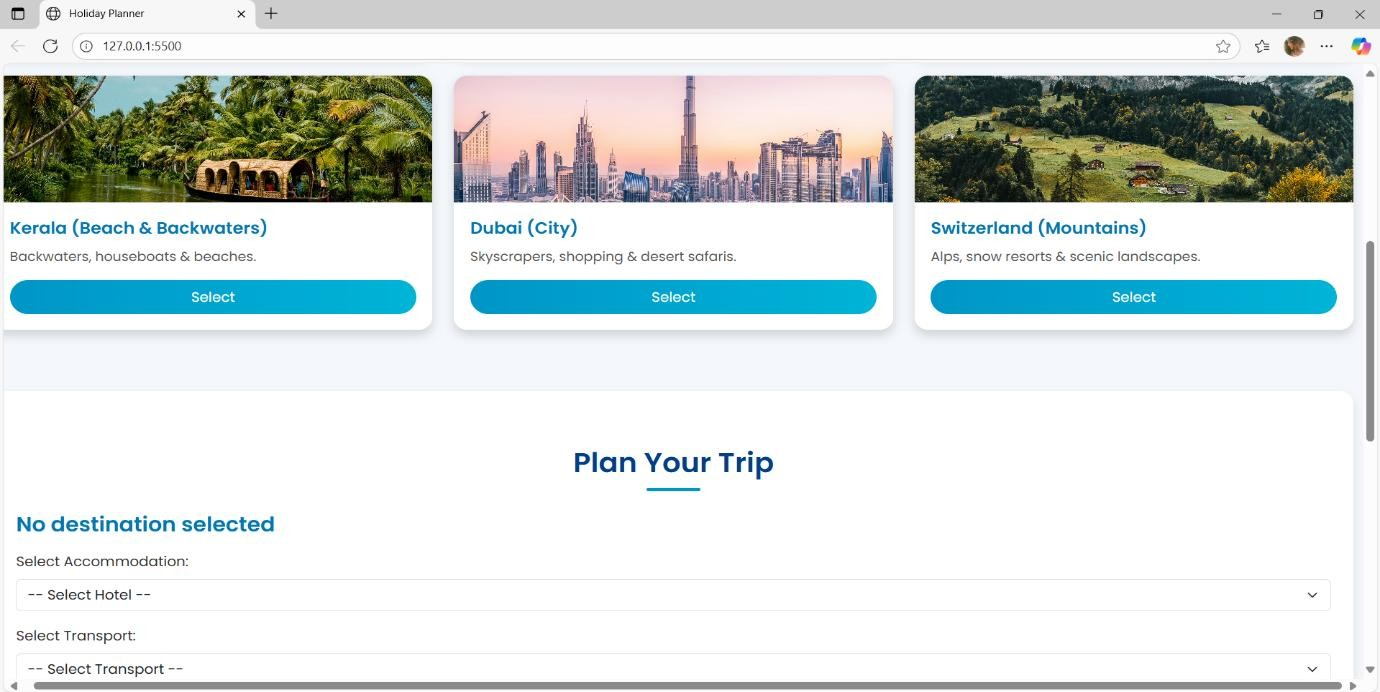 Holiday Planner
127.0.0.1:5500
Kerala (Beach & Backwaters)
Backwaters, houseboats & beaches.
Select
Dubai (City)
Skyscrapers, shopping & desert safaris.
Select
Switzerland (Mountains)
Alps, snow resorts & scenic landscapes.
Select
Plan Your Trip
No destination selected
Select Accommodation:
-- Select Hotel --
Select Transport:
-- Select Transport --